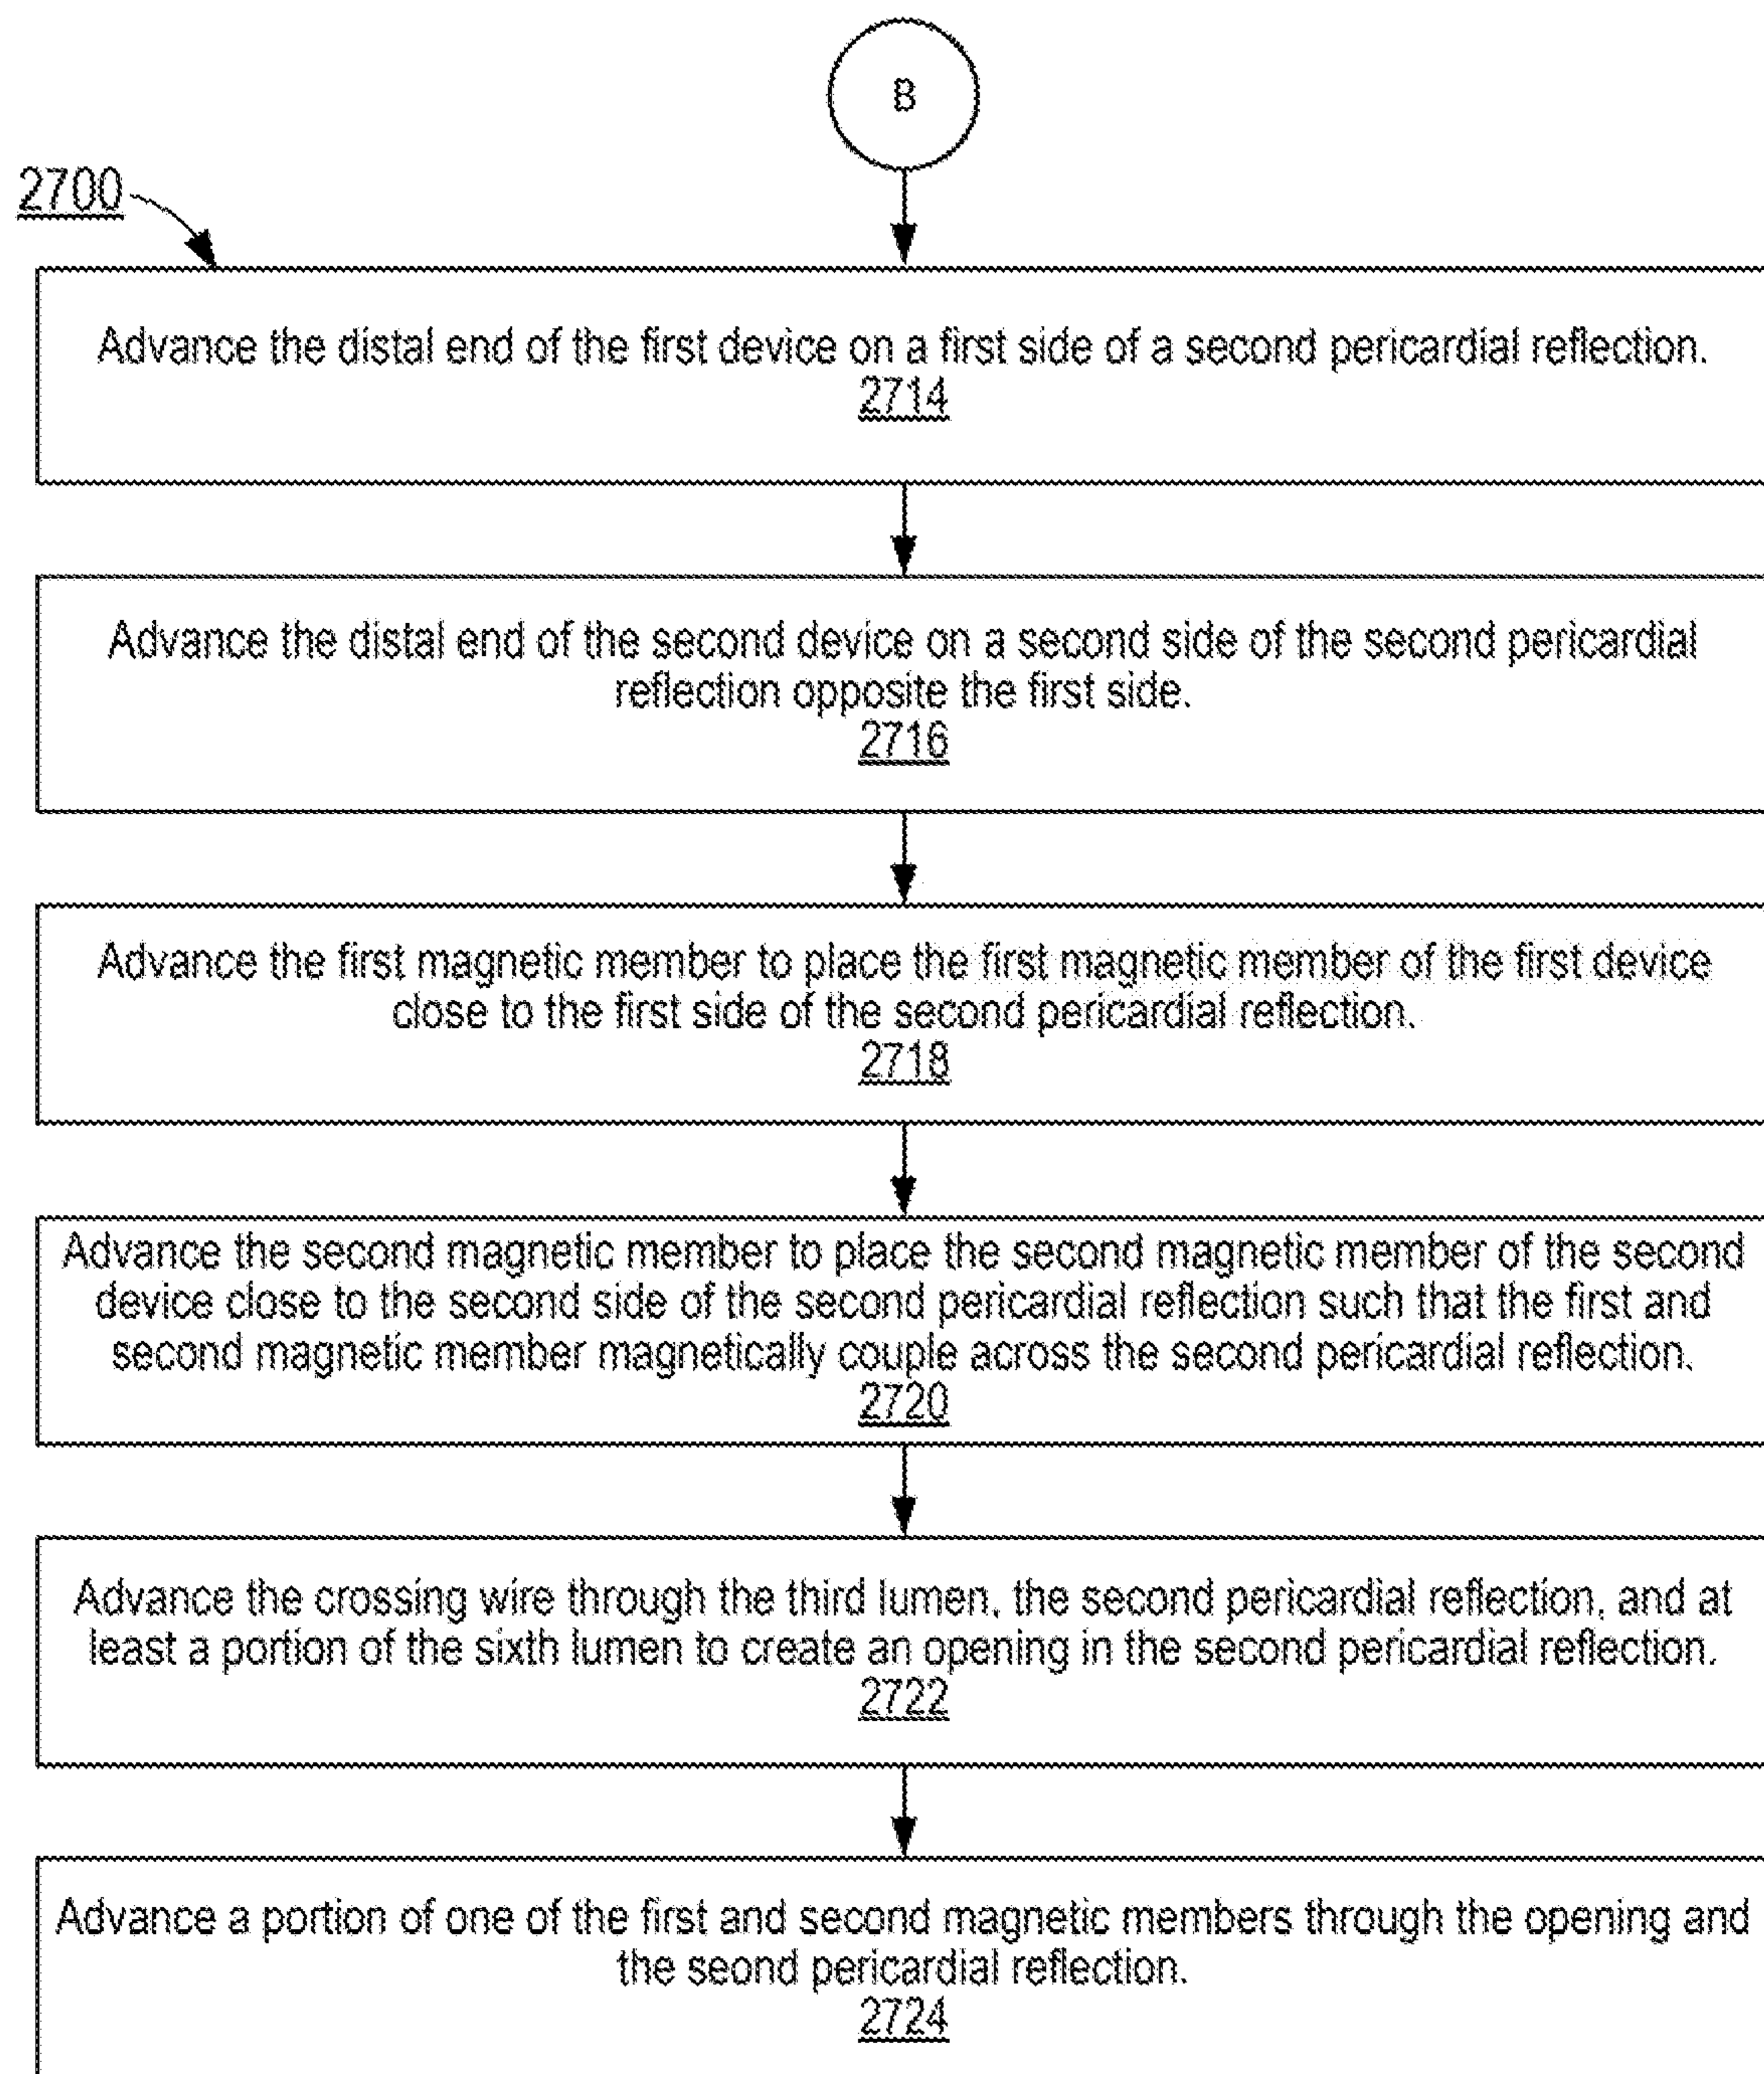 B
2700
Advance the distal end of the first device on a first side of a second pericardial reflection.
2714
Advance the distal end of the second device on a second side of the second pericardial
reflection opposite the first side.
2716
Advance the first magnetic member to place the first magnetic member of the first device
close to the first side of the second pericardial reflection.
2718
Advance the second magnetic member to place the second magnetic member of the second
device close to the second side of the second pericardial reflection such that the first and
second magnetic member magnetically couple across the second pericardial reflection.
2720
Advance the crossing wire through the third lumen, the second pericardial reflection, and at
least a portion of the sixth lumen to create an opening in the second pericardial reflection.
2722
Advance a portion of one of the first and second magnetic members through the opening and
the seond pericardial reflection.
2724